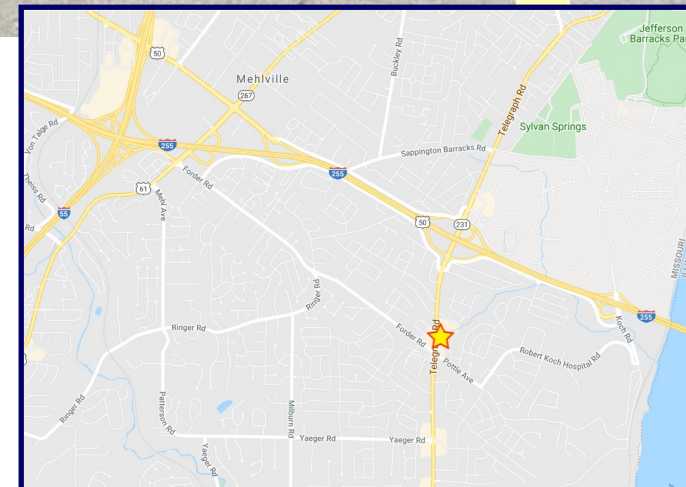 Jefferson
Barracks Pa
50
Buckley Rd
Mehlville
267
Telegraph Rd
Sylvan Springs
Von Talge Rd
255
Sappington Barracks Rd
Forder Rd
255
Theisz Rd
61
Mehl Ave
55
50
231
Rd
MISSOURI
Ringer Rd
255
Koch Rd
Ringer Rd
Forder Rd
Telegraph Rd
Pottle Ave
Robert Koch Hospital Rd
Ringer Rd
Patterson Rd
Milburn Rd
Yaeger Rd
Yaeger Rd
Yaeger Rd